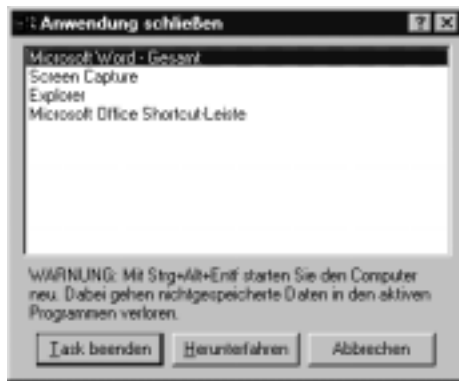 Anwendung schließen
Microsoft Word - Gesamt
Screen Capture
Explorer
Microsoft Office Shortcut-Leiste
WARNUNG: Mit Strg+Alt+Entf starten Sie den Computer
neu. Dabei gehen nichtgespeicherte Daten in den aktiven
Programmen verloren.
Task beenden Herunterfahren Abbrechen